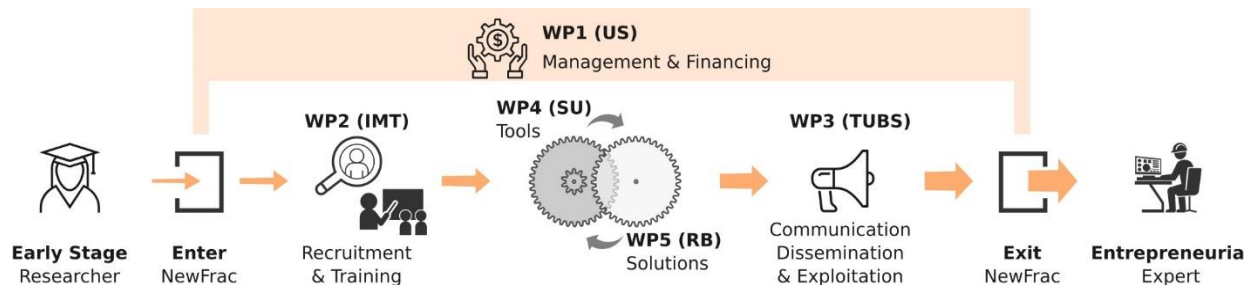 WP1 (US)
Management & Financing
WP2 (IMT)
WP4 (SU)
Tools
WP3 (TUBS)
WP5 (RB)
Solutions
Early Stage
Researcher
Enter
NewFrac
Recruitment
& Training
Communication
Dissemination
& Exploitation
Exit
NewFrac
Entrepreneuria
Expert
$